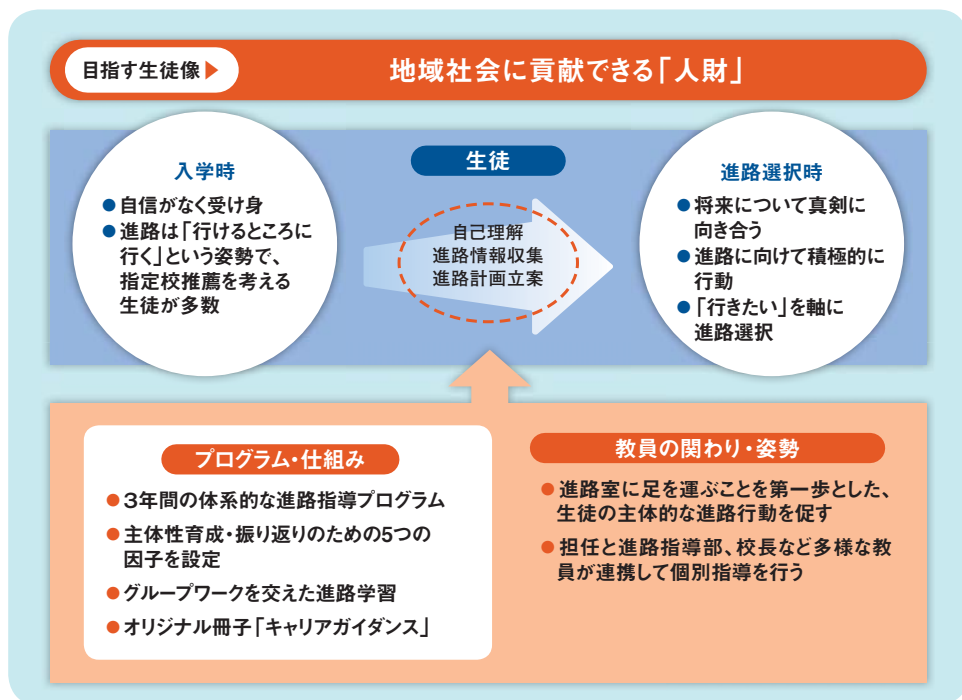 目指す生徒像▶
地域社会に貢献できる「人財」
生徒
入学時
●自信がなく受け身
●進路は「行けるところに
行く」という姿勢で、
指定校推薦を考える
生徒が多数
自己理解
進路情報収集
進路計画立案
進路選択時
●将来について真剣に
向き合う
●進路に向けて積極的に
行動
●「行きたい」を軸に
進路選択
プログラム・仕組み
●3年間の体系的な進路指導プログラム
●主体性育成・振り返りのための5つの
因子を設定
●グループワークを交えた進路学習
●オリジナル冊子「キャリアガイダンス」
教員の関わり・姿勢
●進路室に足を運ぶことを第一歩とした、
生徒の主体的な進路行動を促す
●担任と進路指導部、校長など多様な教
員が連携して個別指導を行う